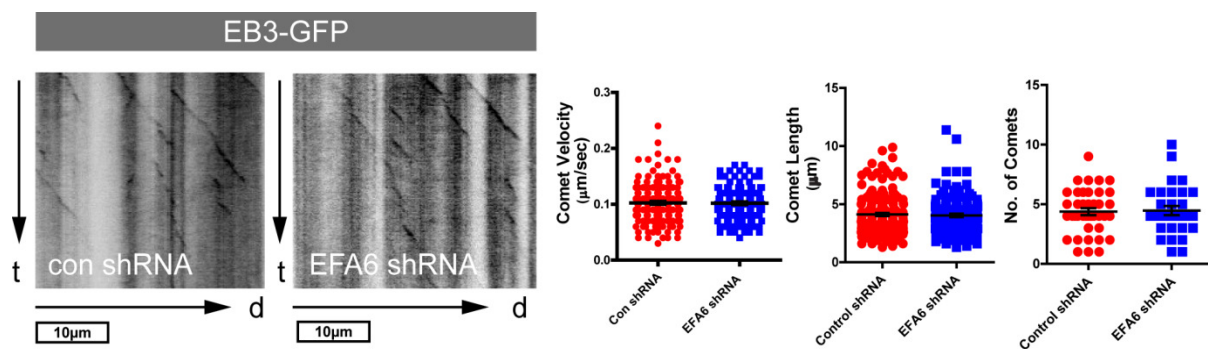 EB3-GFP
t
con shRNA
d
10μm
t
EFA6 shRNA
d
10μm
Comet Velocity
(μm/sec)
0.3
0.2
0.1
0.0
Con shRNA
EFA6 shRNA
Comet Length
(μm)
15
10
5
0
Control shRNA
EFA6 shRNA
No. of Comets
15
10
5
0
Control shRNA
EFA6 shRNA